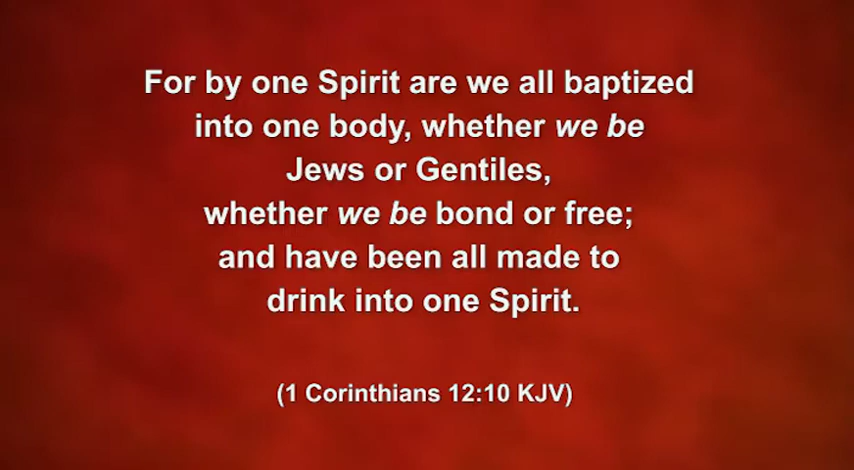 For by one Spirit are we all baptized
into one body, whether we be
Jews or Gentiles,
whether we be bond or free;
and have been all made to
drink into one Spirit.
(1 Corinthians 12:10 KJV)